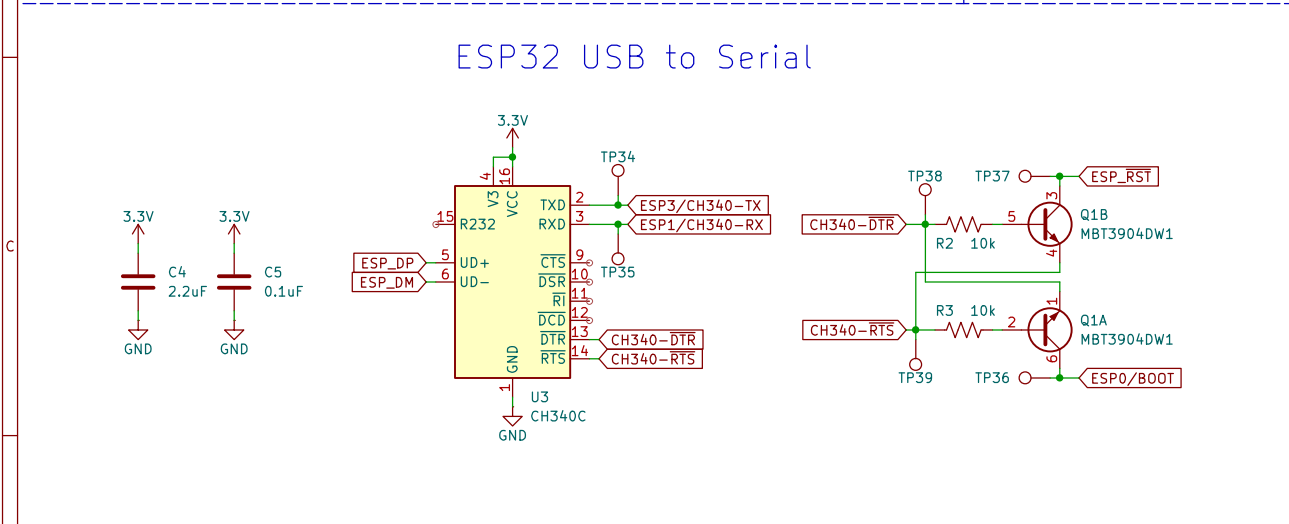 ESP32 USB to Serial
C
3.3V
C4
2.2uF
GND
3.3V
C5
0.1uF
GND
3.3V
4
16
V3
VCC
15
R232
5
UD+
6
UD-
ESP_DP
ESP_DM
TXD
2
RXD
3
CTS
9
DSR
10
RI
11
DCD
12
DTR
13
RTS
14
GND
1
GND
U3
CH340C
TP34
ESP3/CH340-TX
ESP1/CH340-RX
TP35
CH340-DTR
CH340-RTS
TP38
CH340-DTR
R2 10k
5
TP37
ESP_RST
3
Q1B
MBT3904DW1
4
CH340-RTS
R3 10k
2
TP39
1
Q1A
MBT3904DW1
6
TP36
ESP0/BOOT